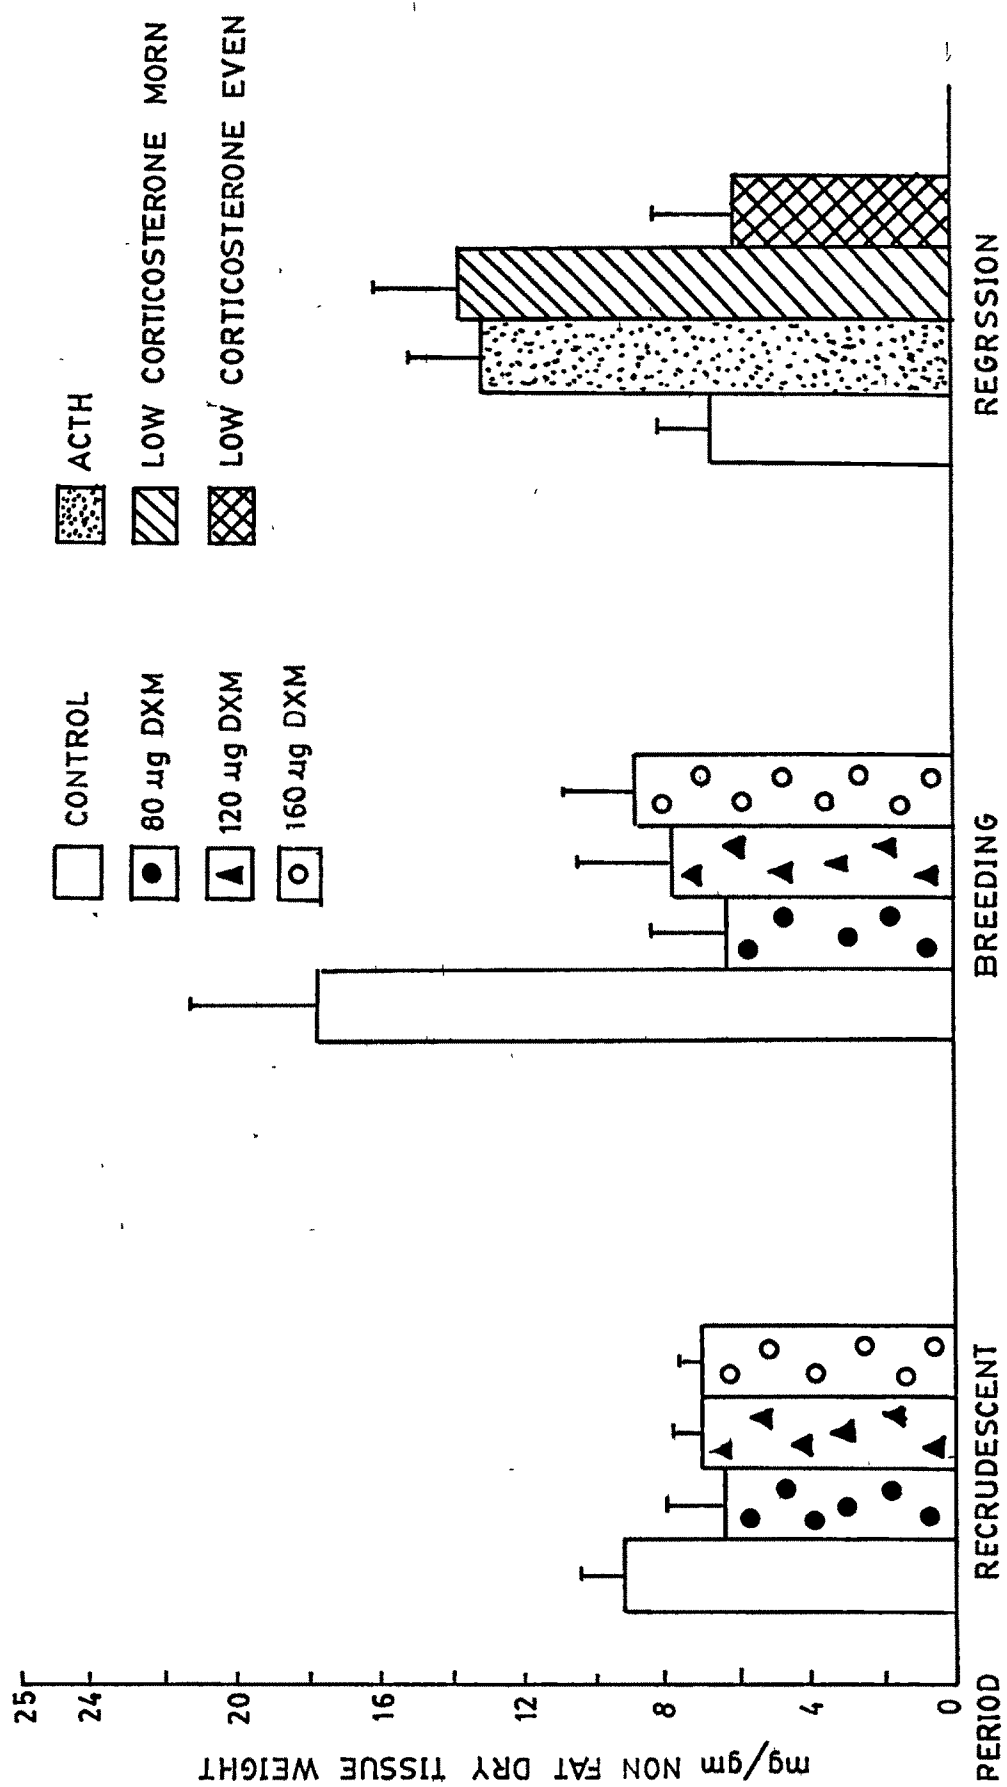 CONTROL
80 µg DXM
120 µg DXM
160 µg DXM
ACTH
LOW CORTICOSTERONE MORN
LOW CORTICOSTERONE EVEN
mg/gm NON FAT DRY TISSUE WEIGHT
25
24
20
16
12
8
4
0
PERIOD RECRUDESCENT BREEDING REGRSSION